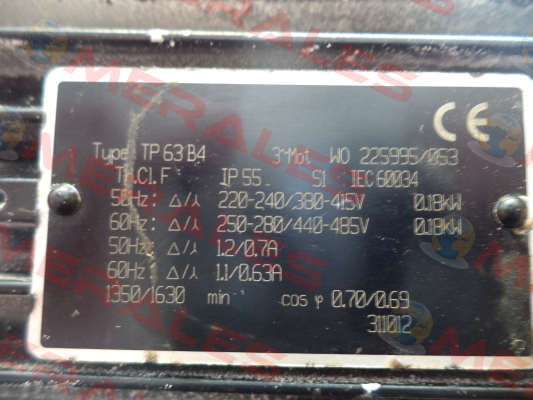 CE
Type: TP 63 B4 3~Mot WO 225995/053
Th.Cl.F IP 55 S1 IEC 60034
50Hz: Δ/⅄ 220-240/380-415V 0.18kW
60Hz: Δ/⅄ 250-280/440-485V 0.18kW
50Hz: Δ/⅄ 1.2/0.7A
60Hz: Δ/⅄ 1.1/0.63A
1350/1630 min⁻ cos φ 0.70/0.69
311012
MERALES